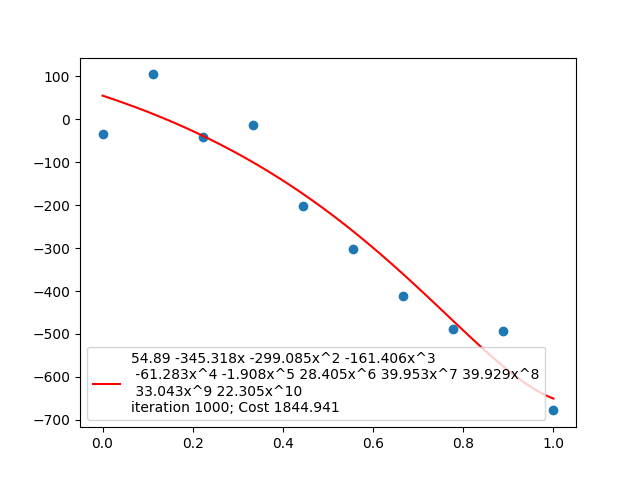 100
0
−100
−200
−300
−400
−500
−600
−700
54.89 -345.318x -299.085x^2 -161.406x^3
-61.283x^4 -1.908x^5 28.405x^6 39.953x^7 39.929x^8
33.043x^9 22.305x^10
iteration 1000; Cost 1844.941
0.0 0.2 0.4 0.6 0.8 1.0